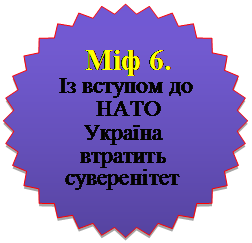 Міф 6.
Із вступом до
НАТО
Україна
втратить
суверенітет